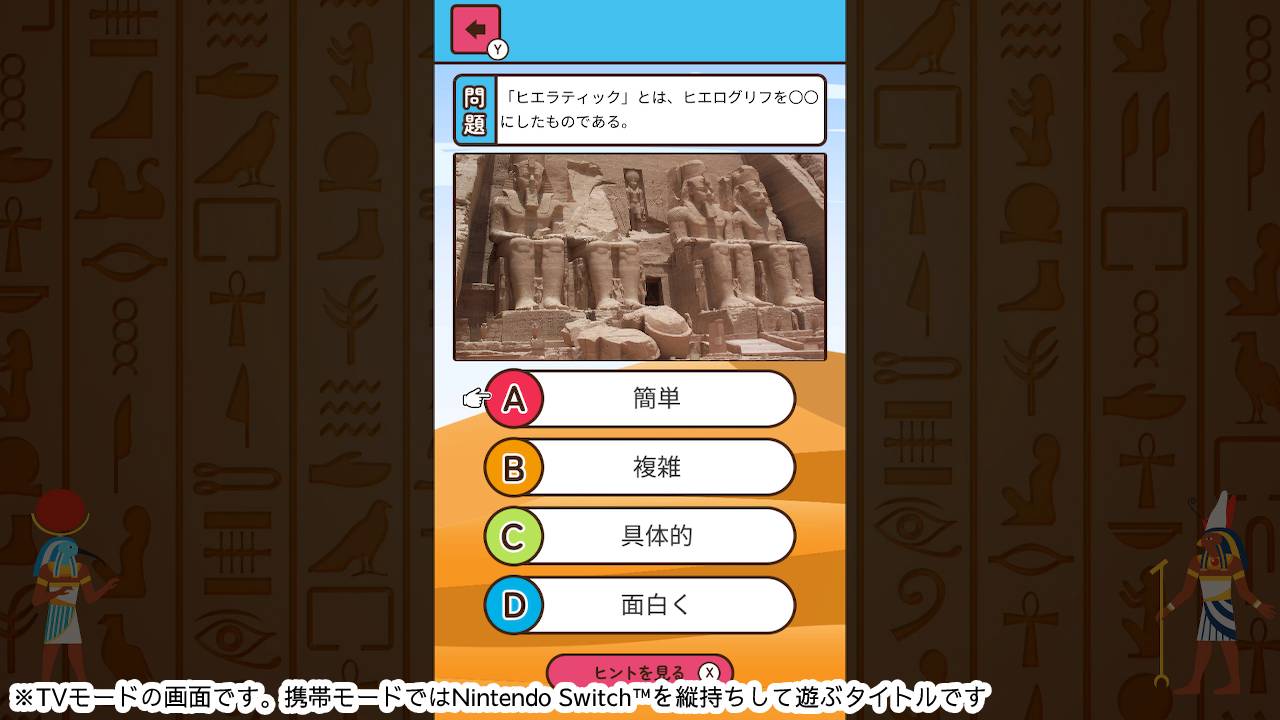 Y
問題
「ヒエラティック」とは、ヒエログリフを〇〇
にしたものである。
A 簡単
B 複雑
C 具体的
D 面白く
ヒントを見る X
※TVモードの画面です。携帯モードではNintendo Switch™を縦持ちして遊ぶタイトルです